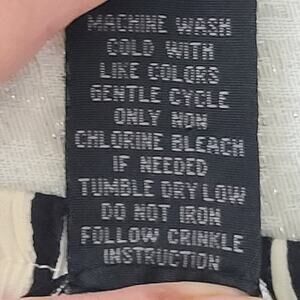 MACHINE WASH
COLD WITH
LIKE COLORS
GENTLE CYCLE
ONLY NON
CHLORINE BLEACH
IF NEEDED
TUMBLE DRY LOW
DO NOT IRON
FOLLOW CRINKLE
INSTRUCTION